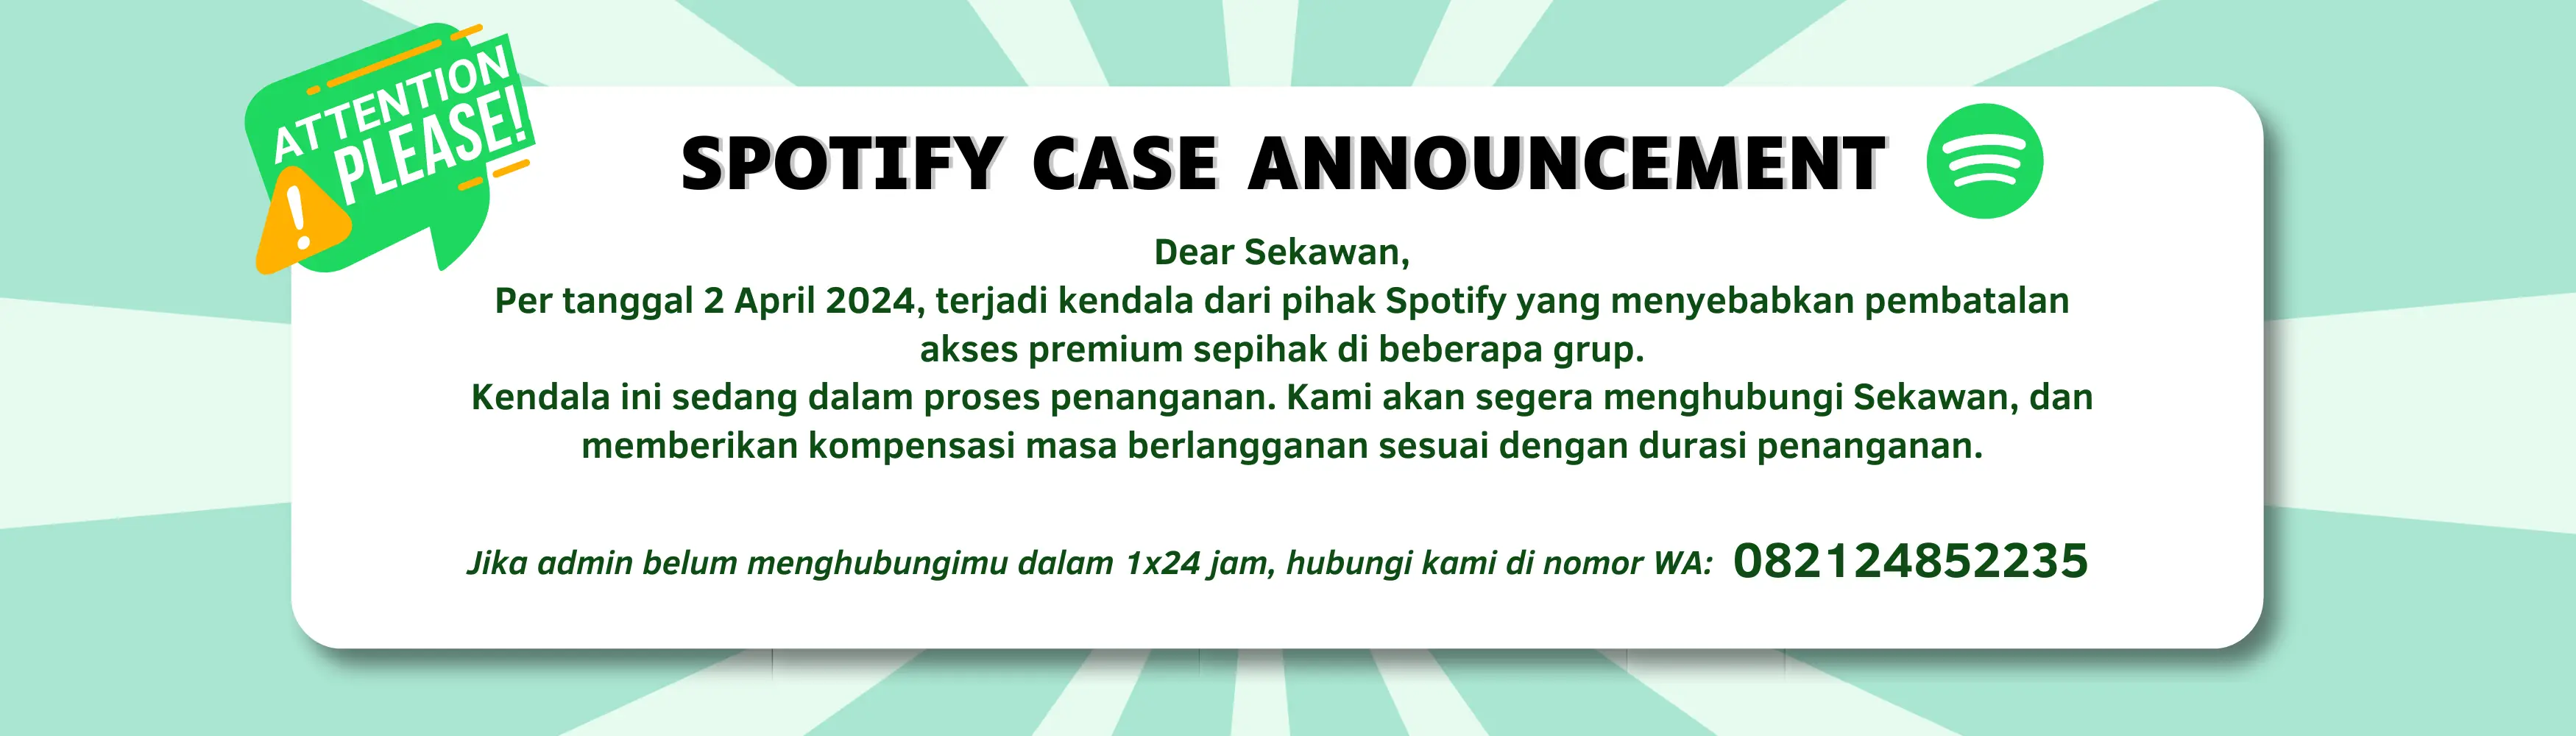 ATTENTION
PLEASE!
!
SPOTIFY CASE ANNOUNCEMENT
Dear Sekawan,
Per tanggal 2 April 2024, terjadi kendala dari pihak Spotify yang menyebabkan pembatalan
akses premium sepihak di beberapa grup.
Kendala ini sedang dalam proses penanganan. Kami akan segera menghubungi Sekawan, dan
memberikan kompensasi masa berlangganan sesuai dengan durasi penanganan.
Jika admin belum menghubungimu dalam 1x24 jam, hubungi kami di nomor WA: 082124852235